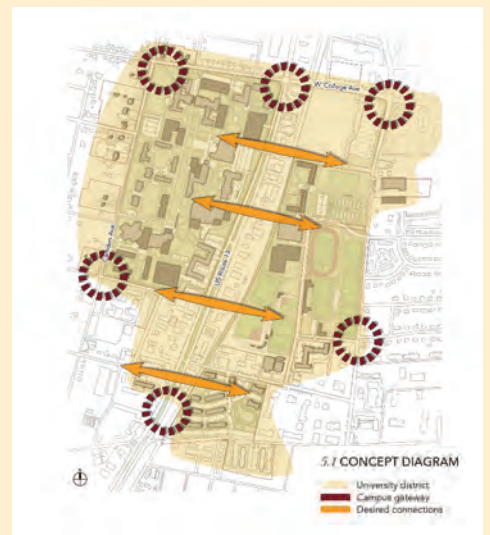 W College Ave
US Route 13
5.1 CONCEPT DIAGRAM
University district
Campus gateway
Desired connections